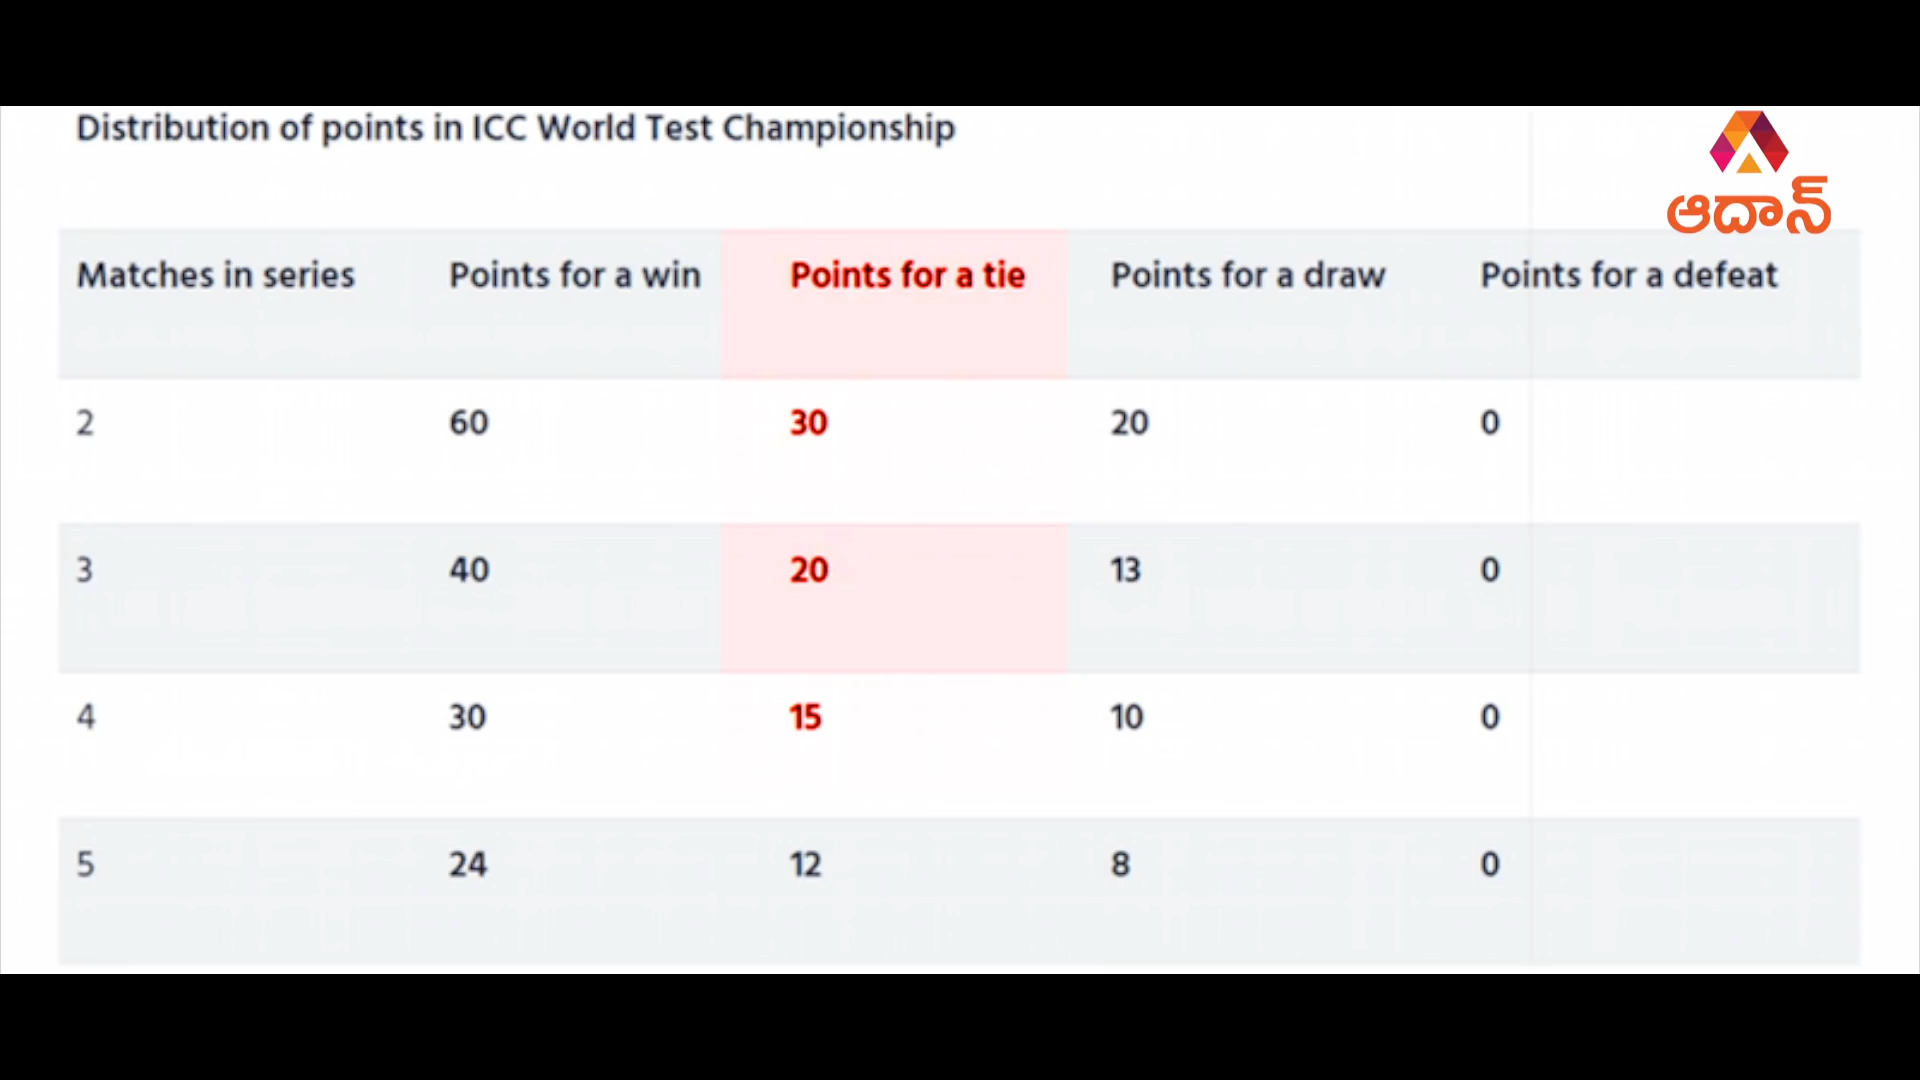 Distribution of points in ICC World Test Championship
ఆదాన్
Matches in series Points for a win Points for a tie Points for a draw Points for a defeat
2 60 30 20 0
3 40 20 13 0
4 30 15 10 0
5 24 12 8 0